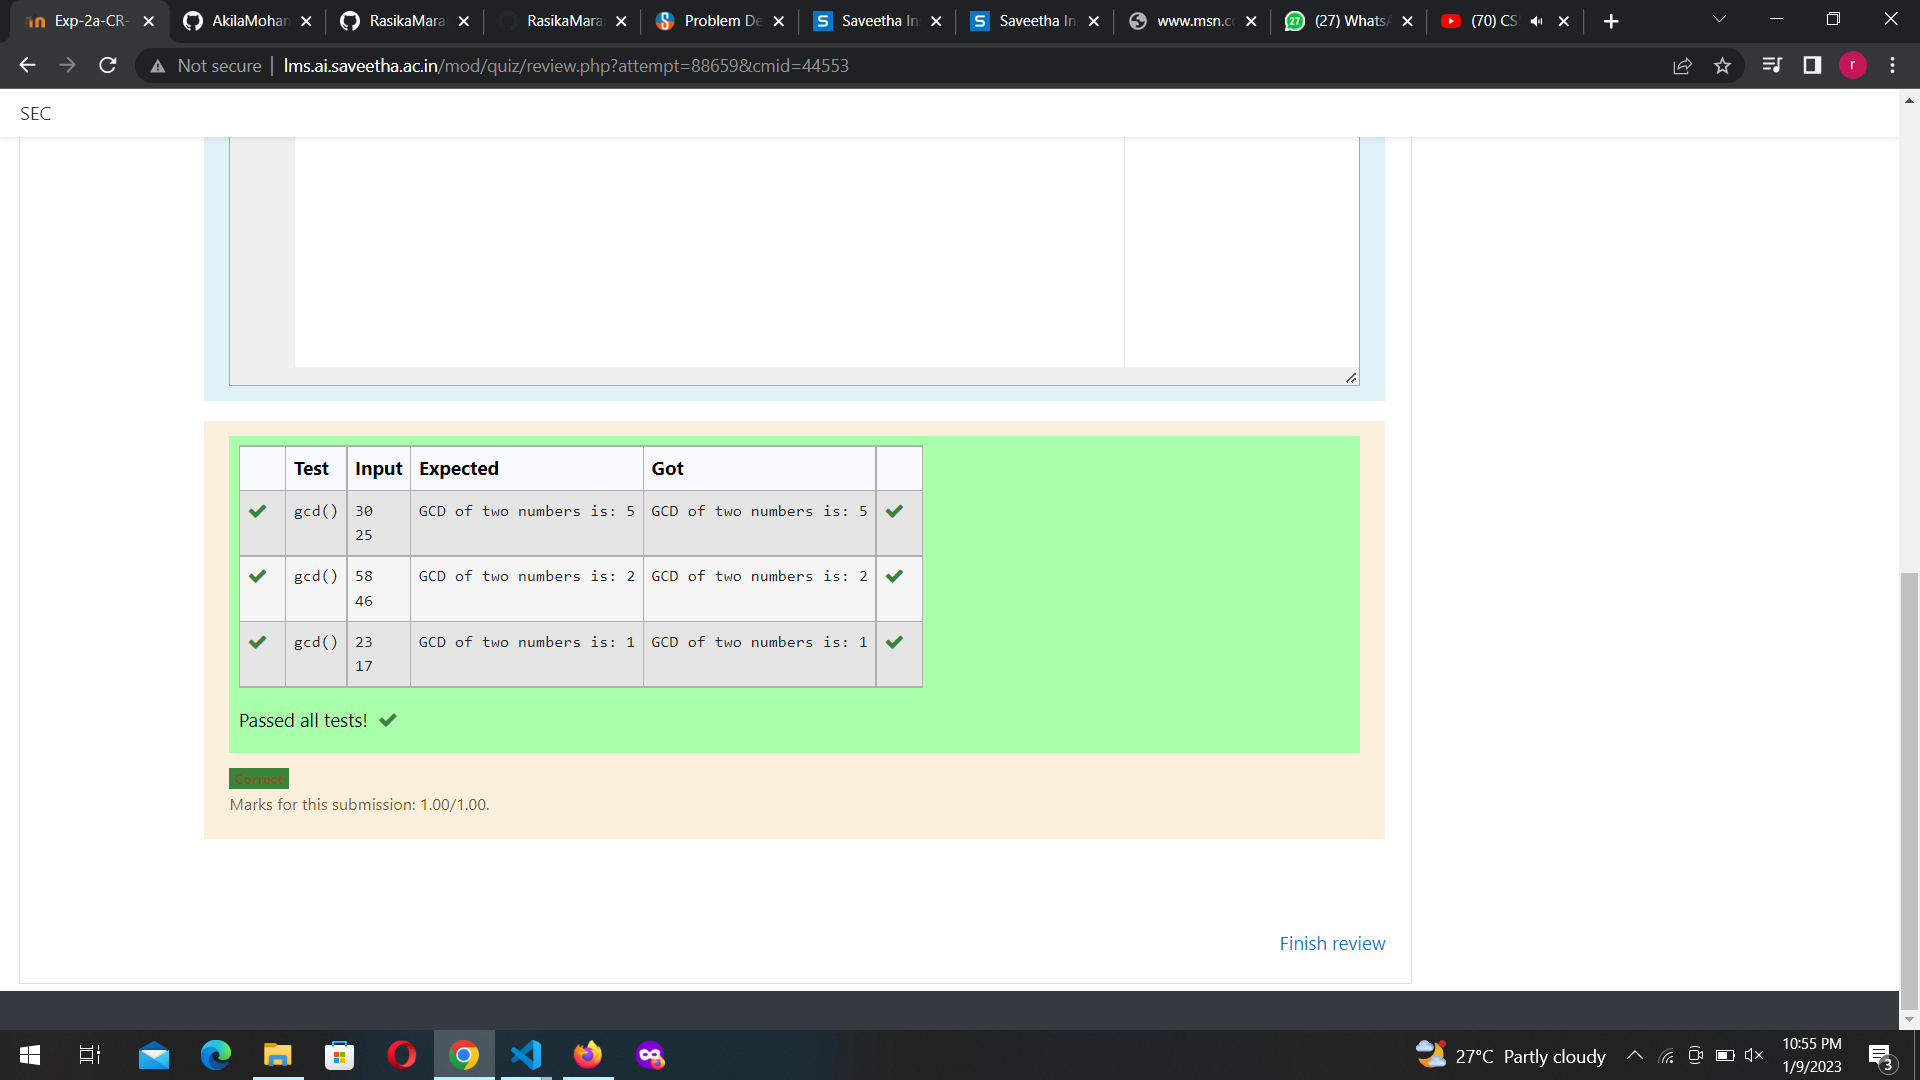 Exp-2a-CR-
AkilaMohan
RasikaMara
RasikaMara
Problem De
Saveetha In
Saveetha In
www.msn.c
(27) WhatsA
(70) CS
Not secure
lms.ai.saveetha.ac.in/mod/quiz/review.php?attempt=88659&cmid=44553
r
SEC
Test Input Expected Got
gcd() 30 GCD of two numbers is: 5 GCD of two numbers is: 5
25
gcd() 58 GCD of two numbers is: 2 GCD of two numbers is: 2
46
gcd() 23 GCD of two numbers is: 1 GCD of two numbers is: 1
17
Passed all tests!
Correct
Marks for this submission: 1.00/1.00.
Finish review
27°C Partly cloudy
10:55 PM
1/9/2023
3